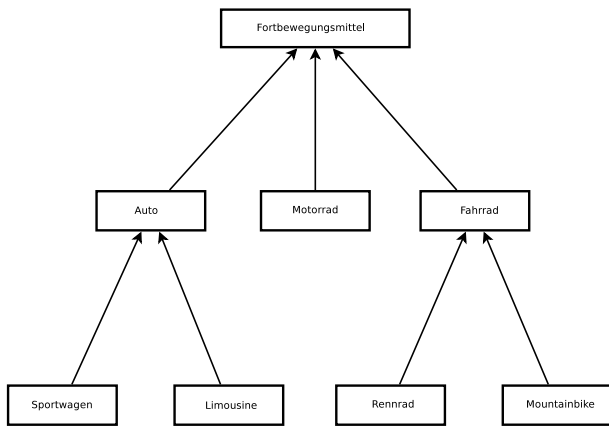 Fortbewegungsmittel
Auto
Motorrad
Fahrrad
Sportwagen
Limousine
Rennrad
Mountainbike